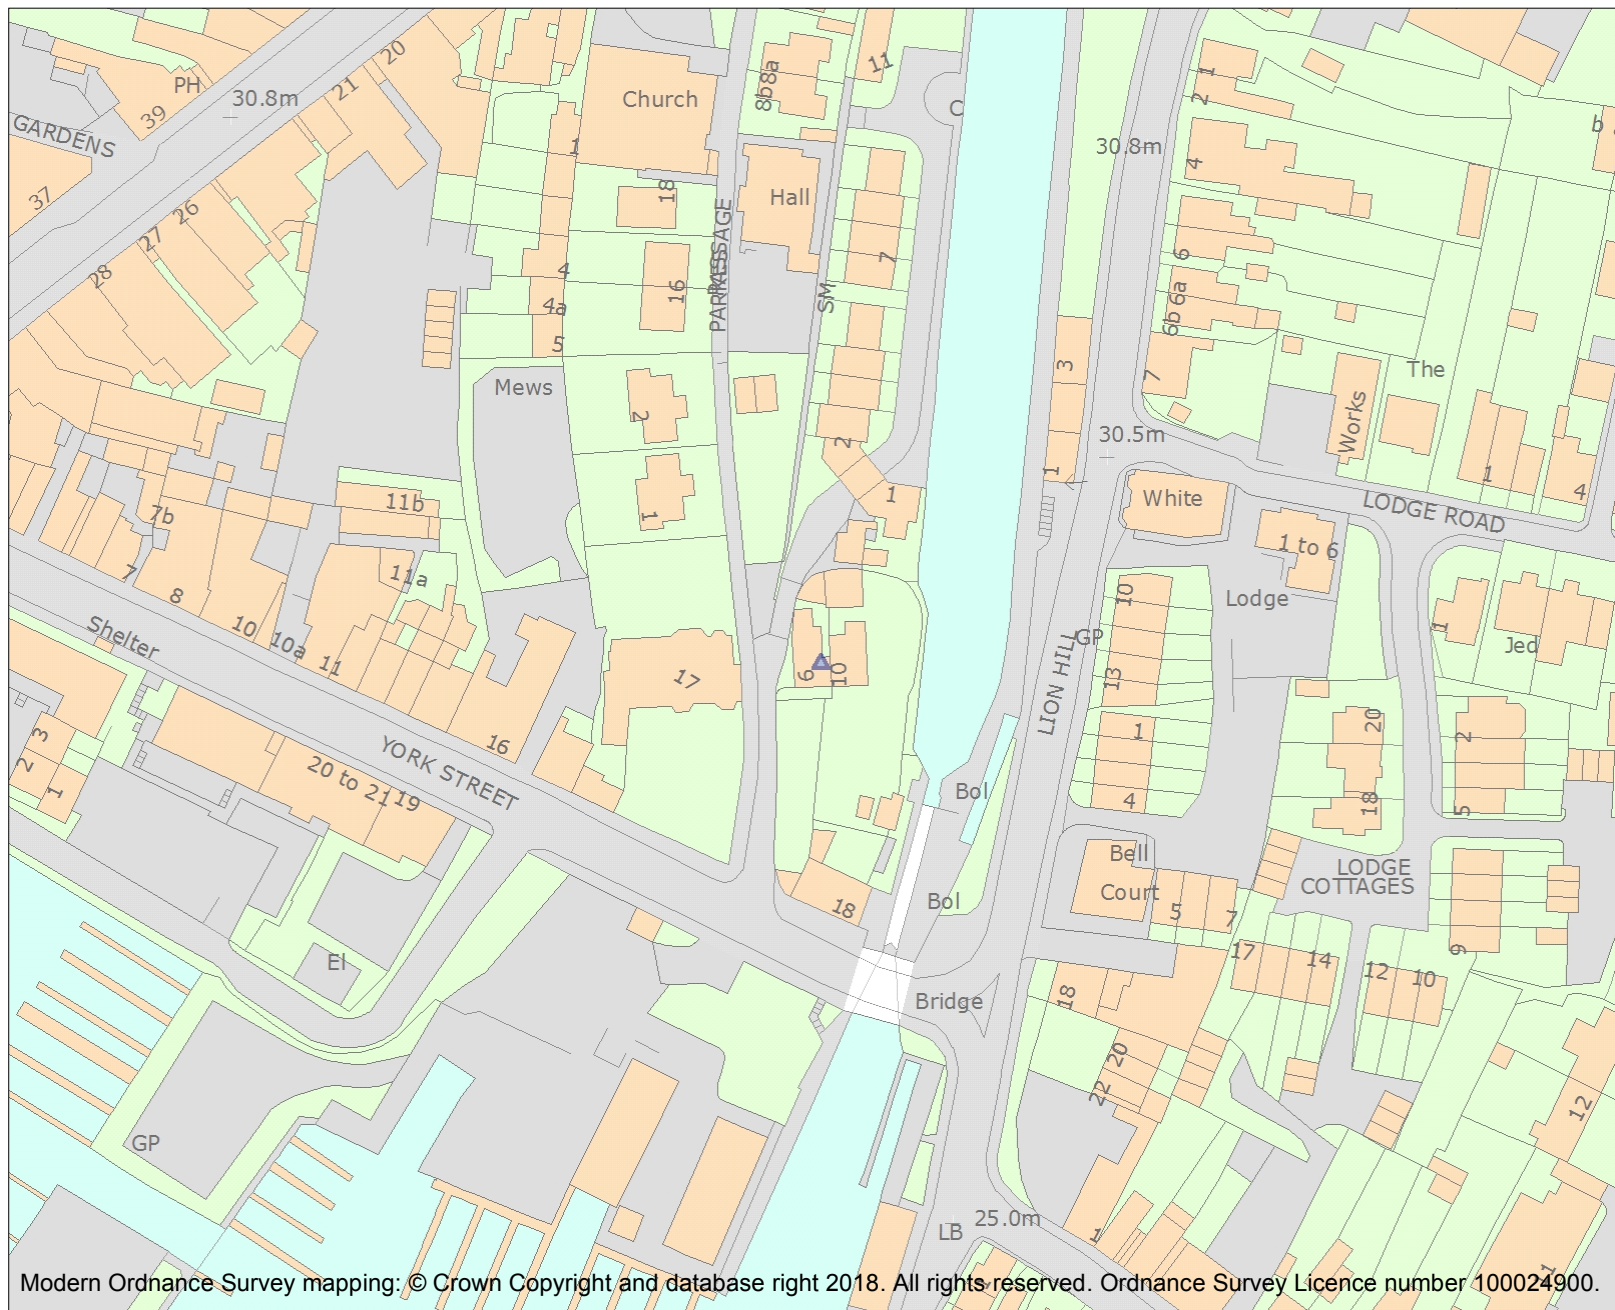 PH
39
30.8m
21
20
GARDENS
37
28
27
26
Church
1
18
8b8a
Hall
11
C
30.8m
1
2
4
b
PARK
PASSAGE
SM
7
16
4
4a
5
6
6b 6a
7
3
Mews
2
1
2
1
1
30.5m
The
Works
1
4
White
1 to 6
LODGE ROAD
Lodge
7b
11b
11a
7
8
10
10a
11
16
Shelter
YORK STREET
17
6
10
LION HILL
GP
10
13
1
4
1
Jed
20
18
2
5
3
2
1
20 to 21
19
Bol
Bol
18
Bell
Court
5
7
LODGE
COTTAGES
9
17
14
12
10
El
Bridge
18
20
22
GP
12
LB
25.0m
1
1
11
Modern Ordnance Survey mapping: © Crown Copyright and database right 2018. All rights reserved. Ordnance Survey Licence number 100024900.